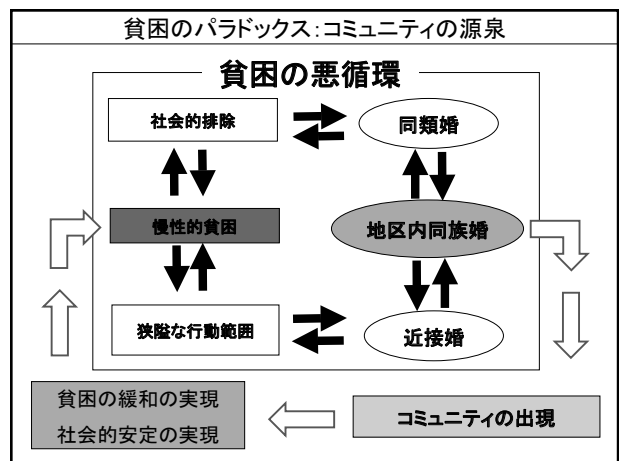 貧困のパラドックス:コミュニティの源泉
貧困の悪循環
社会的排除
同類婚
慢性的貧困
地区内同族婚
狭隘な行動範囲
近接婚
貧困の緩和の実現
社会的安定の実現
コミュニティの出現